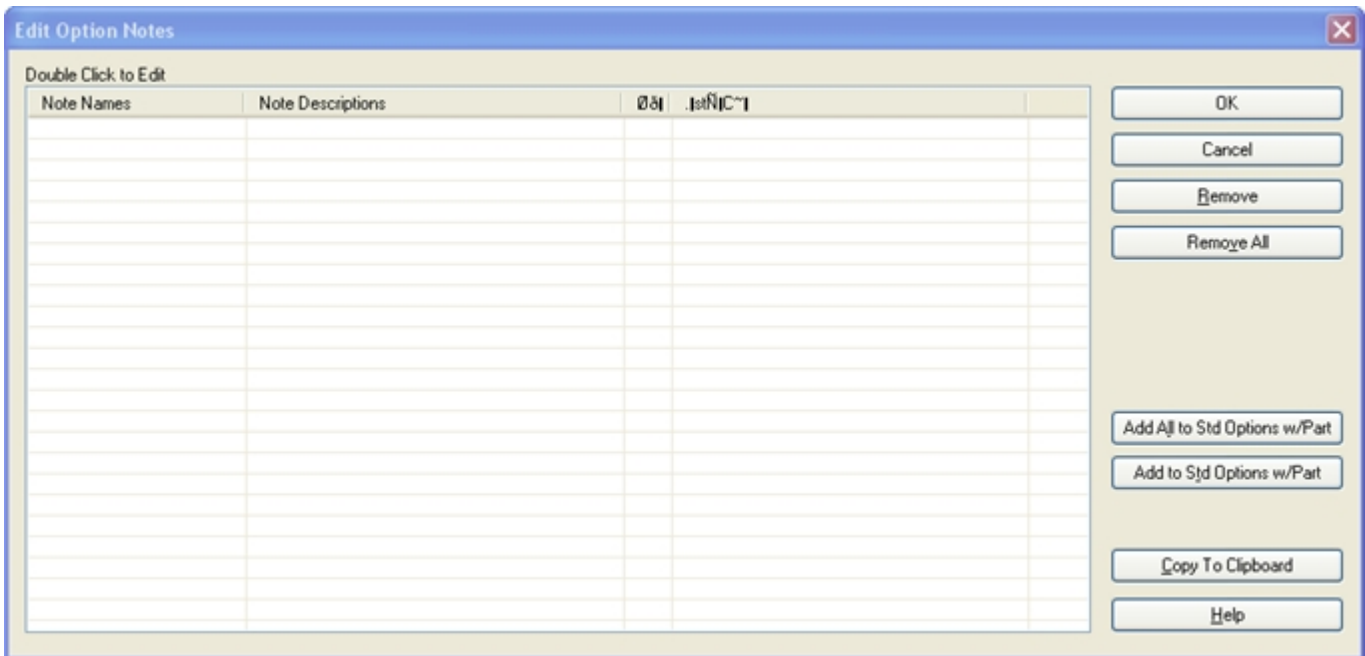 Edit Option Notes
Double Click to Edit
Note Names Note Descriptions
OK
Cancel
Remove
Remove All
Add All to Std Options w/Part
Add to Std Options w/Part
Copy To Clipboard
Help